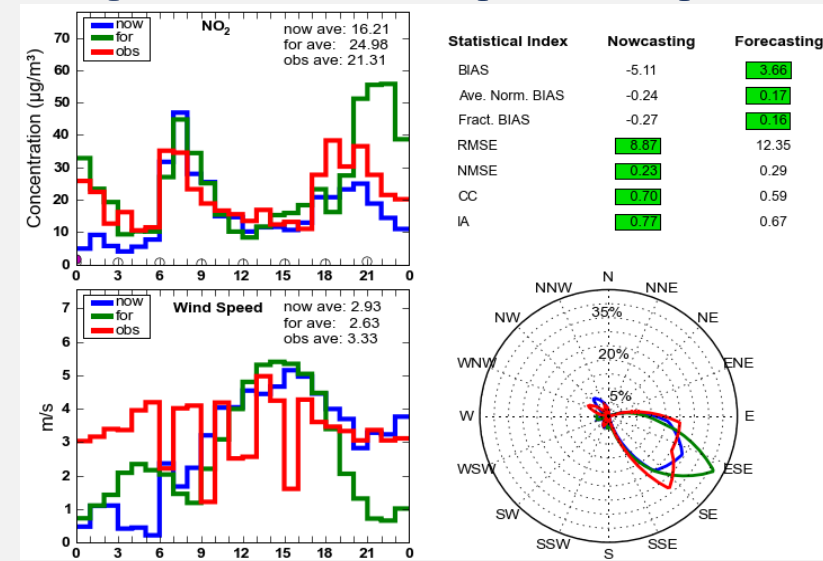 NO2
now
for
obs
now ave: 16.21
for ave: 24.98
obs ave: 21.31
Concentration (µg/m³)
70
60
50
40
30
20
10
0
0 3 6 9 12 15 18 21 0
Statistical Index Nowcasting Forecasting
BIAS -5.11 3.66
Ave. Norm. BIAS -0.24 0.17
Fract. BIAS -0.27 0.16
RMSE 8.87 12.35
NMSE 0.23 0.29
CC 0.70 0.59
IA 0.77 0.67
Wind Speed
now
for
obs
now ave: 2.93
for ave: 2.63
obs ave: 3.33
m/s
7
6
5
4
3
2
1
0
0 3 6 9 12 15 18 21 0
N
NNE
NE
ENE
E
ESE
SE
SSE
S
SSW
SW
WSW
W
WNW
NW
NNW
35%
20%
5%